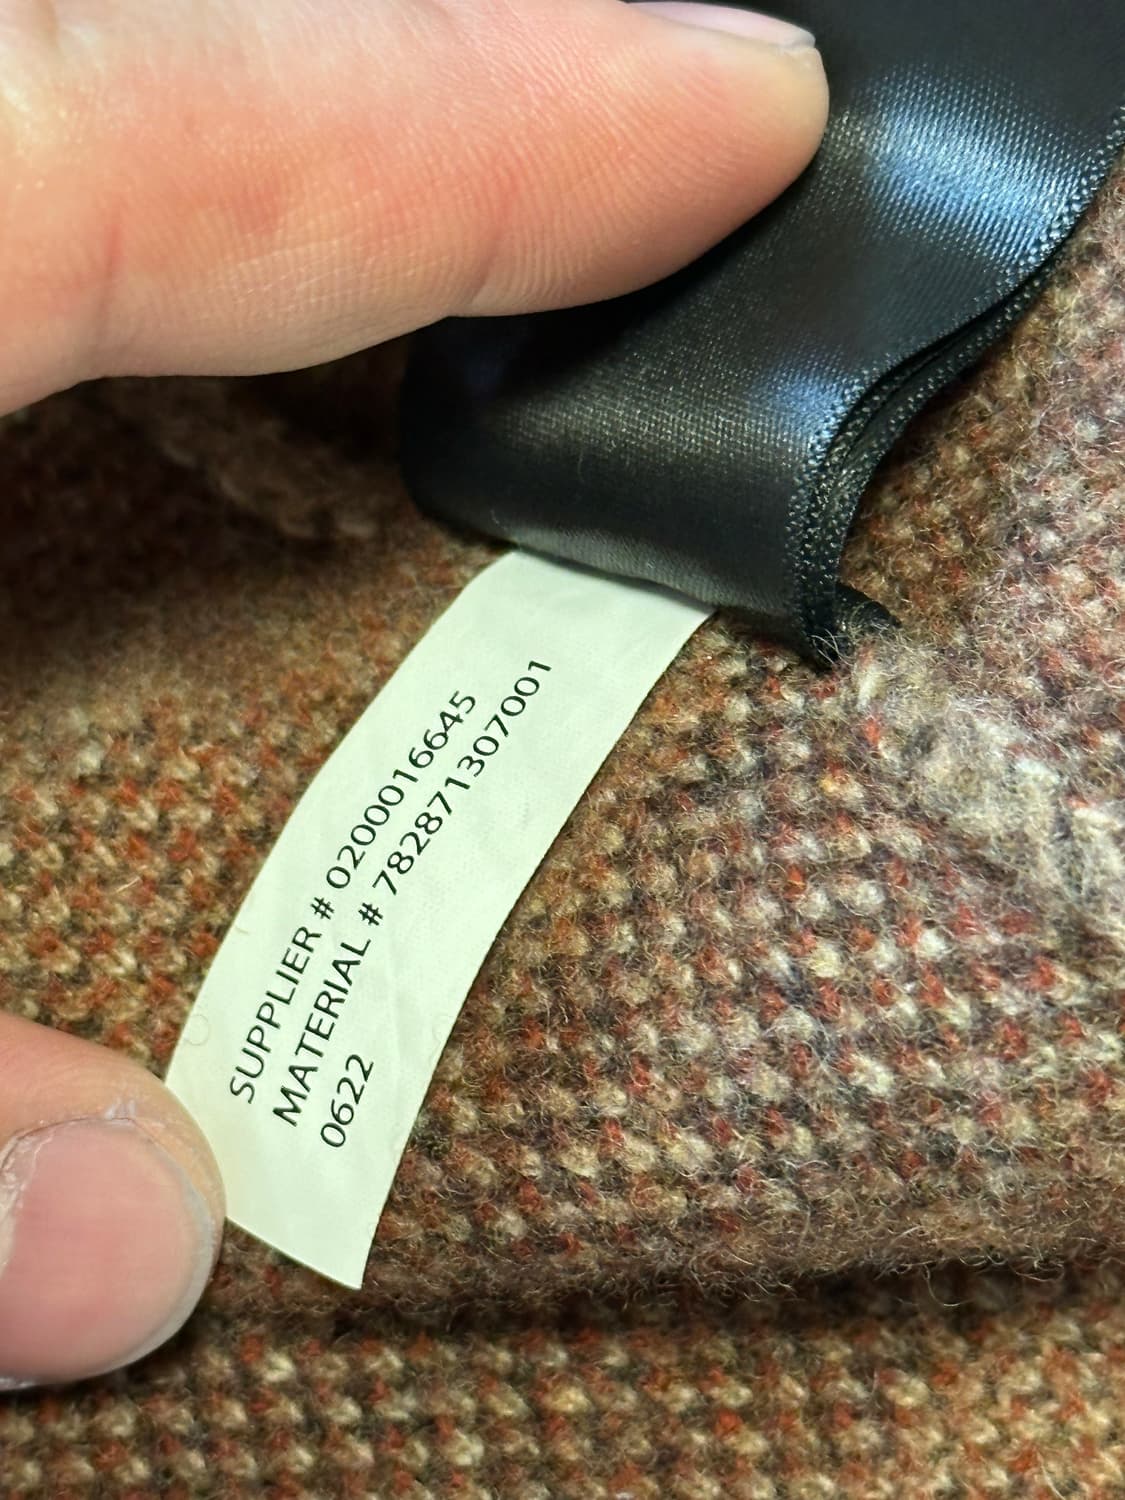 SUPPLIER # 0200016645
MATERIAL # 782871307001
0622